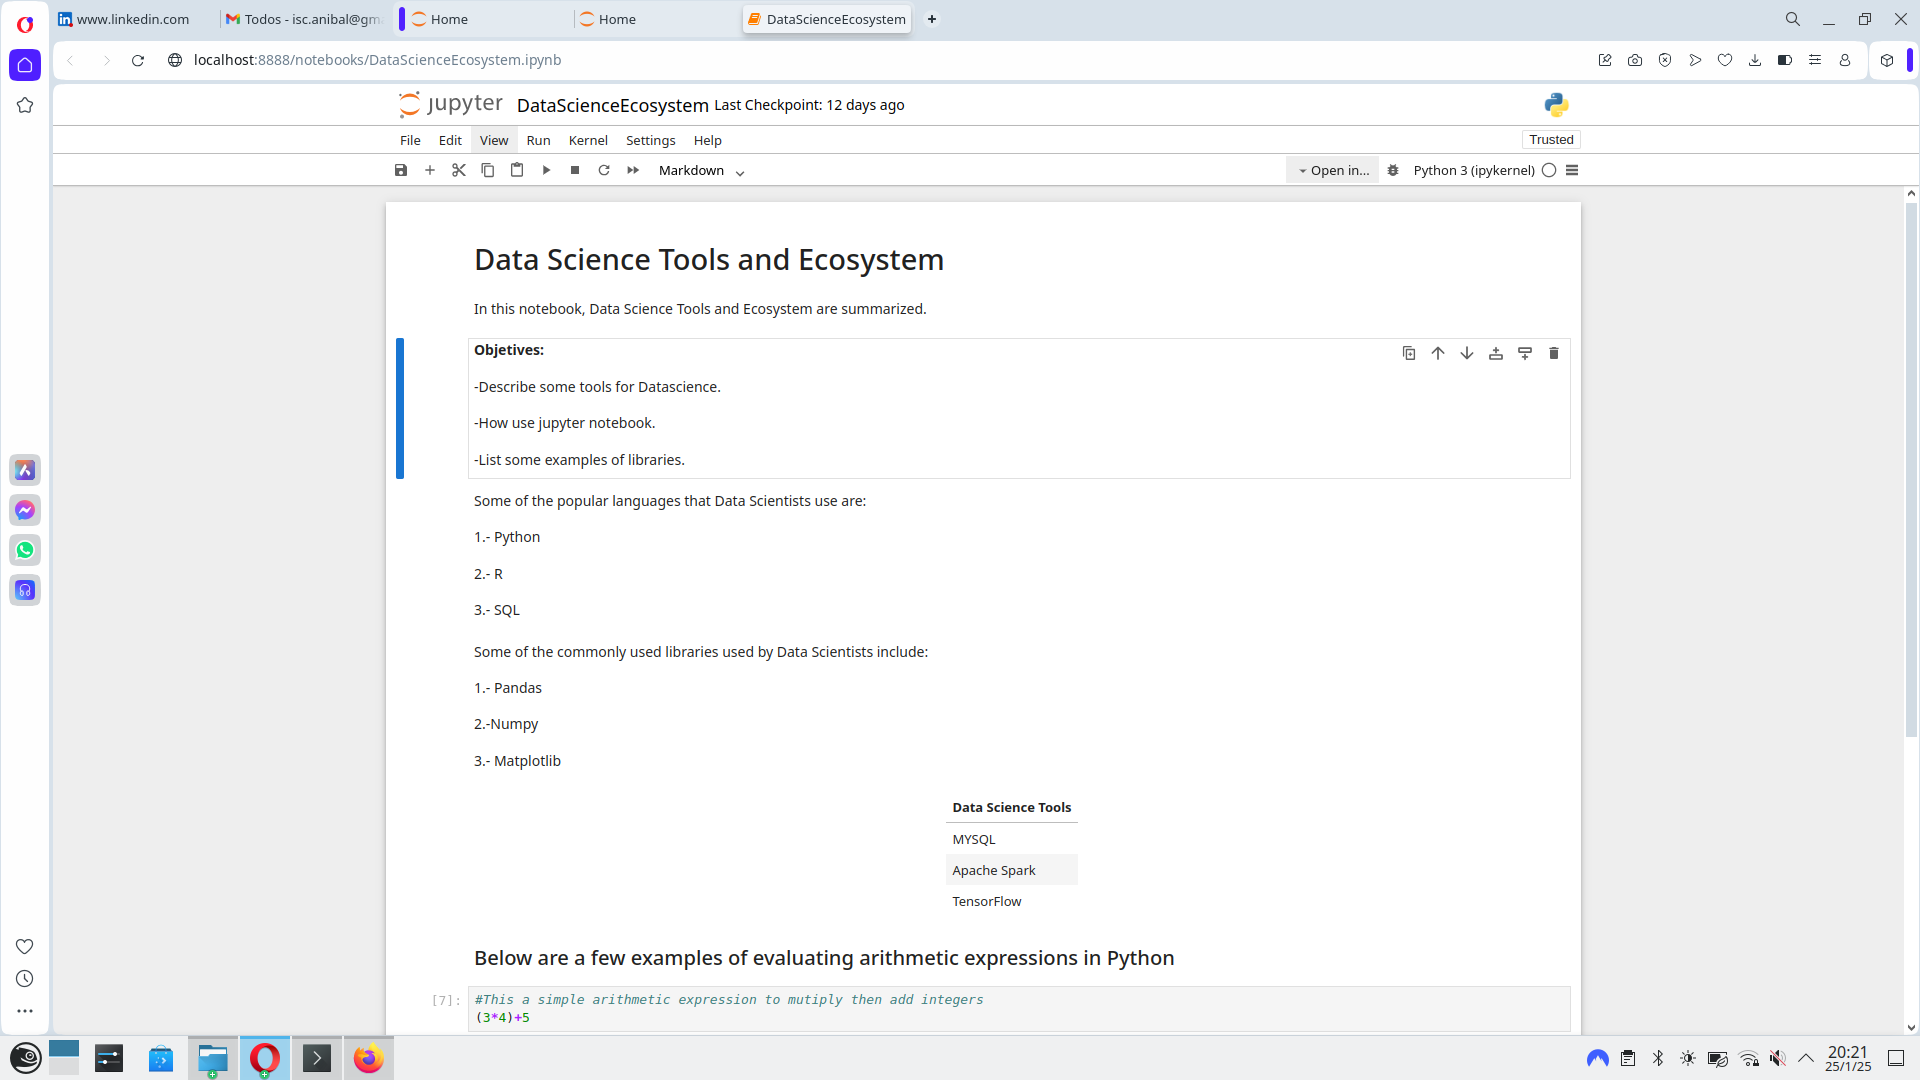 www.linkedin.com
Todos - isc.anibal@gm
Home
Home
DataScienceEcosystem
localhost:8888/notebooks/DataScienceEcosystem.ipynb
jupyter DataScienceEcosystem Last Checkpoint: 12 days ago
File Edit View Run Kernel Settings Help
Trusted
Markdown
Open in...
Python 3 (ipykernel)
Data Science Tools and Ecosystem
In this notebook, Data Science Tools and Ecosystem are summarized.
Objetives:
-Describe some tools for Datascience.
-How use jupyter notebook.
-List some examples of libraries.
Some of the popular languages that Data Scientists use are:
1.- Python
2.- R
3.- SQL
Some of the commonly used libraries used by Data Scientists include:
1.- Pandas
2.-Numpy
3.- Matplotlib
Data Science Tools
MYSQL
Apache Spark
TensorFlow
Below are a few examples of evaluating arithmetic expressions in Python
[7]: #This a simple arithmetic expression to mutiply then add integers
(3*4)+5
20:21
25/1/25